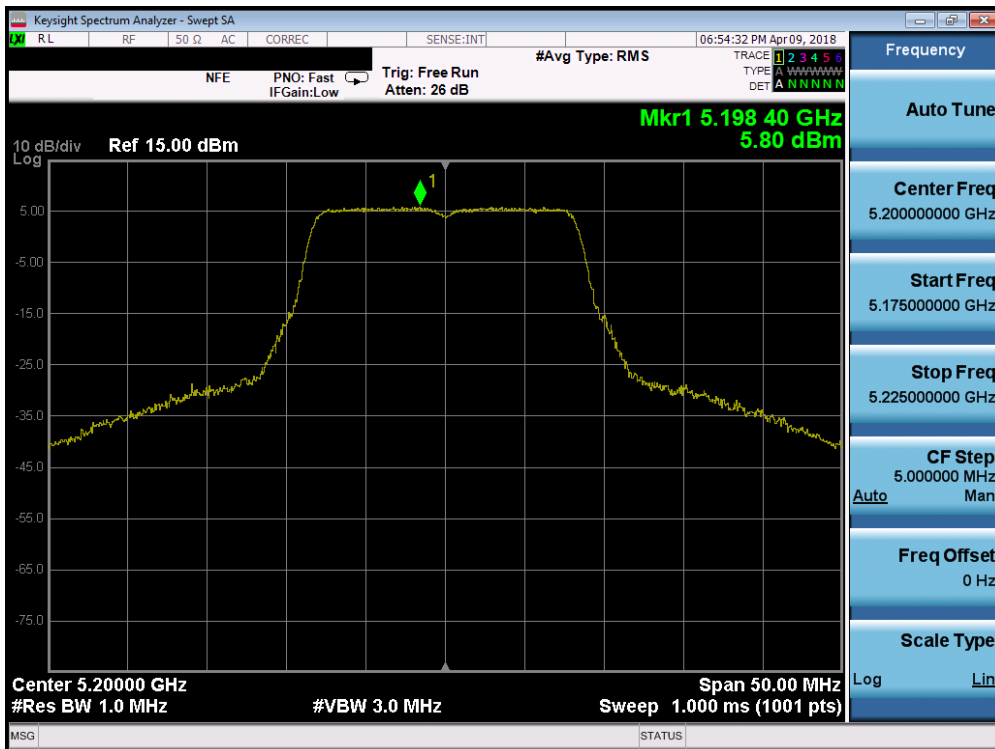 Keysight Spectrum Analyzer - Swept SA
LXI RL RF 50 Ω AC CORREC SENSE:INT 06:54:32 PM Apr 09, 2018
NFE PNO: Fast Trig: Free Run #Avg Type: RMS TRACE 1 2 3 4 5 6
IFGain:Low Atten: 26 dB TYPE A WWWWW
DET A N N N N N
Mkr1 5.198 40 GHz
5.80 dBm
10 dB/div Ref 15.00 dBm
Log
1
5.00
-5.00
-15.0
-25.0
-35.0
-45.0
-55.0
-65.0
-75.0
Center 5.20000 GHz Span 50.00 MHz
#Res BW 1.0 MHz #VBW 3.0 MHz Sweep 1.000 ms (1001 pts)
MSG STATUS
Frequency
Auto Tune
Center Freq
5.200000000 GHz
Start Freq
5.175000000 GHz
Stop Freq
5.225000000 GHz
CF Step
5.000000 MHz
Auto Man
Freq Offset
0 Hz
Scale Type
Log Lin